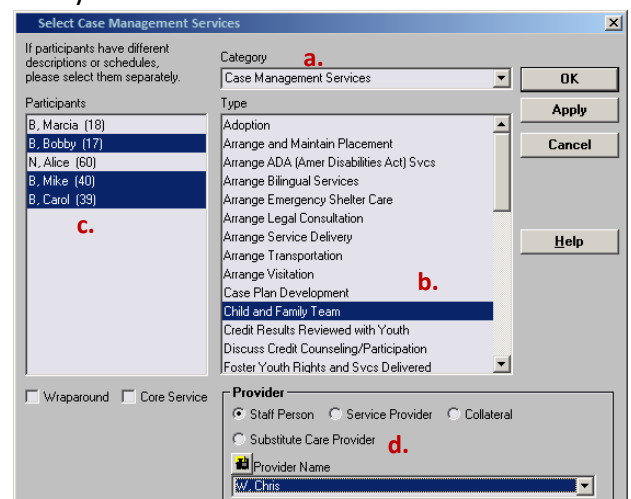 Select Case Management Services
If participants have different
descriptions or schedules,
please select them separately.
Category
a.
Case Management Services
OK
Participants
Type
Apply
B, Marcia (18)
B, Bobby (17)
N, Alice (60)
B, Mike (40)
B, Carol (39)
c.
Adoption
Arrange and Maintain Placement
Arrange ADA (Amer Disabilities Act) Svcs
Arrange Bilingual Services
Arrange Emergency Shelter Care
Arrange Legal Consultation
Arrange Service Delivery
Arrange Transportation
Arrange Visitation
Case Plan Development
b.
Child and Family Team
Credit Results Reviewed with Youth
Discuss Credit Counseling/Participation
Foster Youth Rights and Svcs Delivered
Cancel
Help
Wraparound Core Service
Provider
Staff Person Service Provider Collateral
Substitute Care Provider
d.
Provider Name
W, Chris